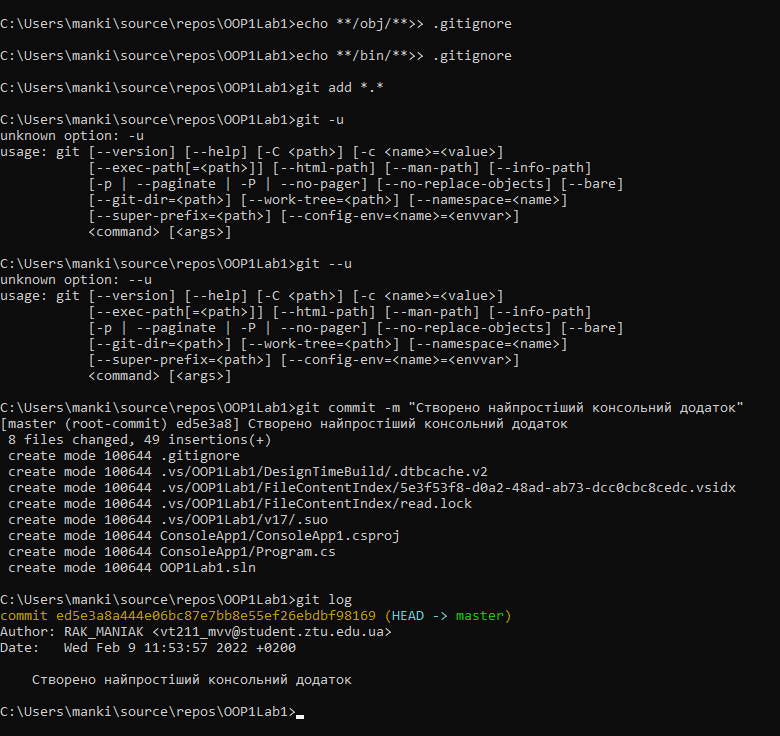 C:\Users\manki\source\repos\OOP1Lab1>echo **/obj/**>> .gitignore
C:\Users\manki\source\repos\OOP1Lab1>echo **/bin/**>> .gitignore
C:\Users\manki\source\repos\OOP1Lab1>git add *.*
C:\Users\manki\source\repos\OOP1Lab1>git -u
unknown option: -u
usage: git [--version] [--help] [-C <path>] [-c <name>=<value>]
           [--exec-path[=<path>]] [--html-path] [--man-path] [--info-path]
           [-p | --paginate | -P | --no-pager] [--no-replace-objects] [--bare]
           [--git-dir=<path>] [--work-tree=<path>] [--namespace=<name>]
           [--super-prefix=<path>] [--config-env=<name>=<envvar>]
           <command> [<args>]
C:\Users\manki\source\repos\OOP1Lab1>git --u
unknown option: --u
usage: git [--version] [--help] [-C <path>] [-c <name>=<value>]
           [--exec-path[=<path>]] [--html-path] [--man-path] [--info-path]
           [-p | --paginate | -P | --no-pager] [--no-replace-objects] [--bare]
           [--git-dir=<path>] [--work-tree=<path>] [--namespace=<name>]
           [--super-prefix=<path>] [--config-env=<name>=<envvar>]
           <command> [<args>]
C:\Users\manki\source\repos\OOP1Lab1>git commit -m "Створено найпростіший консольний додаток"
[master (root-commit) ed5e3a8] Створено найпростіший консольний додаток
 8 files changed, 49 insertions(+)
 create mode 100644 .gitignore
 create mode 100644 .vs/OOP1Lab1/DesignTimeBuild/.dtbcache.v2
 create mode 100644 .vs/OOP1Lab1/FileContentIndex/5e3f53f8-d0a2-48ad-ab73-dcc0cbc8cedc.vsidx
 create mode 100644 .vs/OOP1Lab1/FileContentIndex/read.lock
 create mode 100644 .vs/OOP1Lab1/v17/.suo
 create mode 100644 ConsoleApp1/ConsoleApp1.csproj
 create mode 100644 ConsoleApp1/Program.cs
 create mode 100644 OOP1Lab1.sln
C:\Users\manki\source\repos\OOP1Lab1>git log
commit ed5e3a8a444e06bc87e7bb8e55ef26ebdbf98169 (HEAD -> master)
Author: RAK_MANIAK <vt211_mvv@student.ztu.edu.ua>
Date:   Wed Feb 9 11:53:57 2022 +0200
    Створено найпростіший консольний додаток
C:\Users\manki\source\repos\OOP1Lab1>